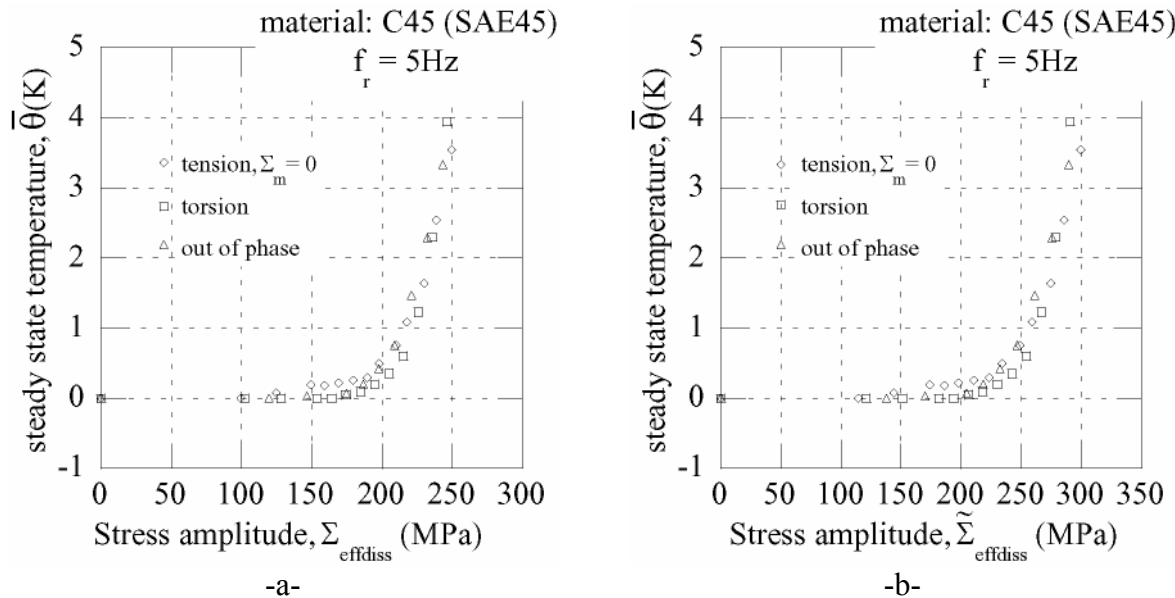 material: C45 (SAE45)
f_r = 5Hz
5
4
3
2
1
0
-1
steady state temperature, θ̄(K)
◇ tension, Σ_m = 0
□ torsion
△ out of phase
0 50 100 150 200 250 300
Stress amplitude, Σ_effdiss (MPa)
-a-
material: C45 (SAE45)
f_r = 5Hz
5
4
3
2
1
0
-1
steady state temperature, θ̄(K)
◇ tension, Σ_m = 0
□ torsion
△ out of phase
0 50 100 150 200 250 300 350
Stress amplitude, Σ̃_effdiss (MPa)
-b-